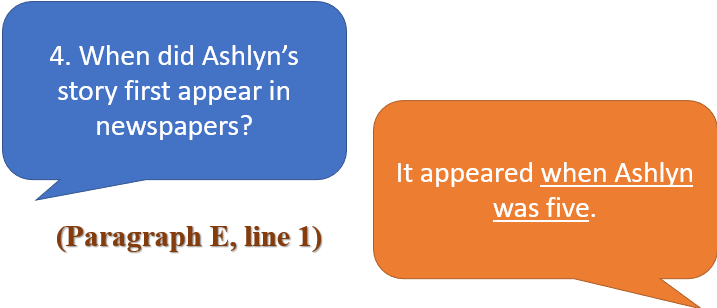 4. When did Ashlyn’s
story first appear in
newspapers?
It appeared when Ashlyn
was five.
(Paragraph E, line 1)